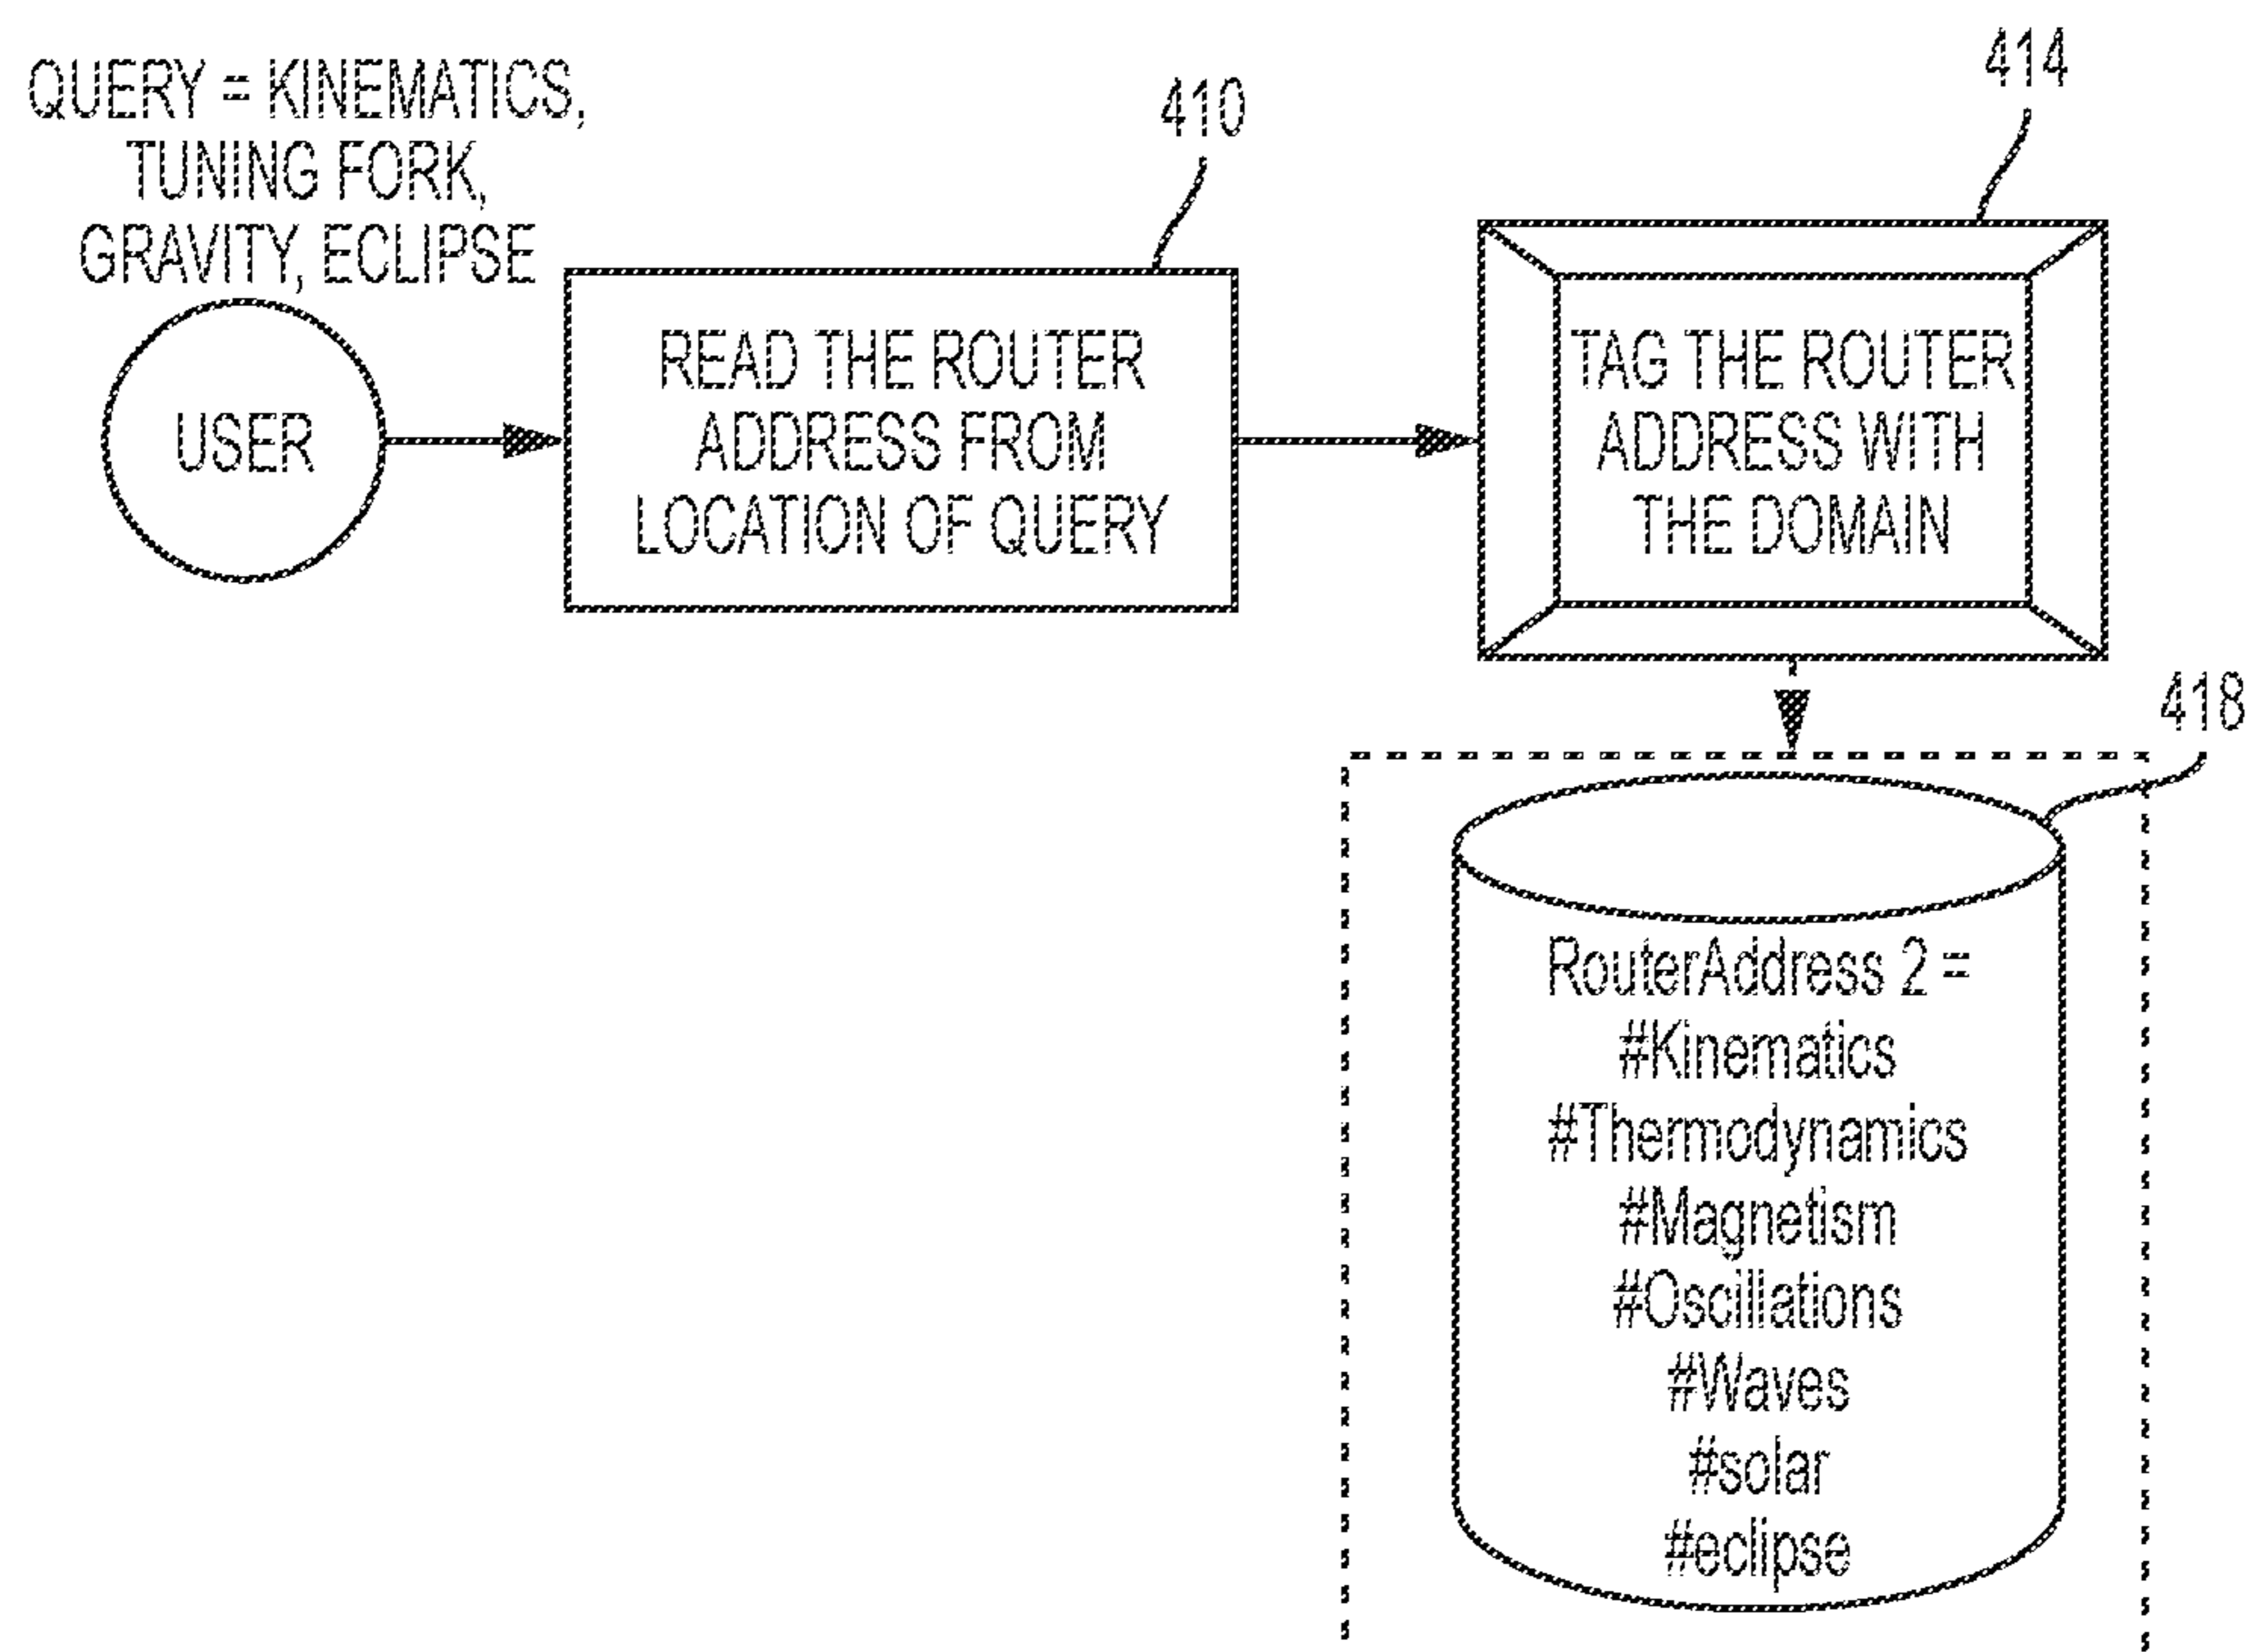 QUERY = KINEMATICS,
TUNING FORK,
GRAVITY, ECLIPSE
USER
410
READ THE ROUTER
ADDRESS FROM
LOCATION OF QUERY
414
TAG THE ROUTER
ADDRESS WITH
THE DOMAIN
418
RouterAddress 2 =
#Kinematics
#Thermodynamics
#Magnetism
#Oscillations
#Waves
#solar
#eclipse